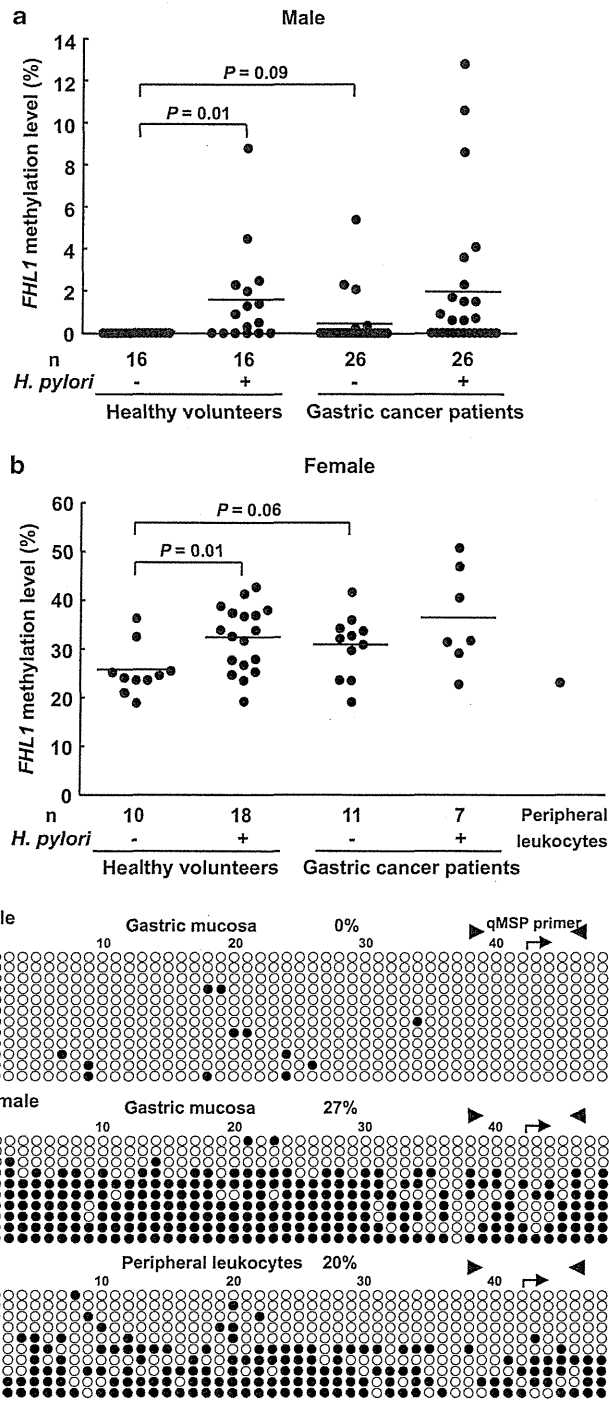 a
Male
FHL1 methylation level (%)
14
12
10
8
6
4
2
0
P = 0.09
P = 0.01
n 16 16 26 26
H. pylori - + - +
Healthy volunteers Gastric cancer patients
b
Female
FHL1 methylation level (%)
60
50
40
30
20
10
0
P = 0.06
P = 0.01
n 10 18 11 7 Peripheral
H. pylori - + - + leukocytes
Healthy volunteers Gastric cancer patients
le Gastric mucosa 0% qMSP primer
10 20 30 40
male Gastric mucosa 27%
10 20 30 40
Peripheral leukocytes 20%
10 20 30 40